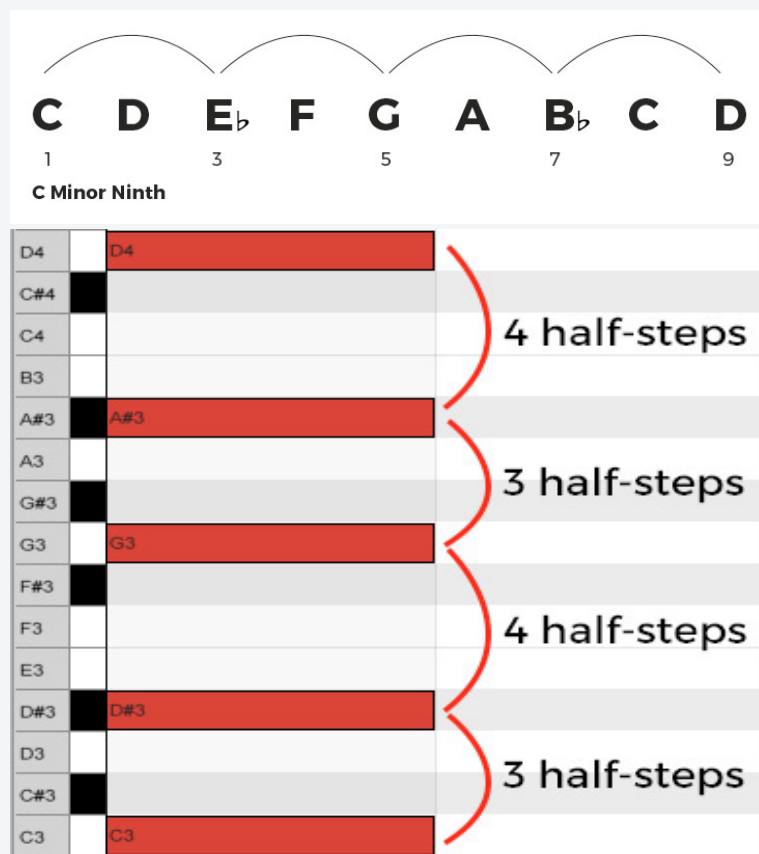 C D E♭ F G A B♭ C D
1 3 5 7 9
C Minor Ninth
D4 D4
C#4
4 half-steps
C4
B3
A#3 A#3
A3
3 half-steps
G#3
G3 G3
F#3
F3
4 half-steps
E3
D#3 D#3
D3
3 half-steps
C#3
C3 C3